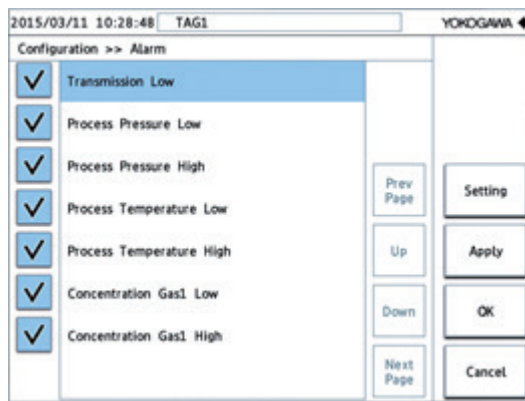 2015/03/11 10:28:48 TAG1 YOKOGAWA
Configuration >> Alarm
Transmission Low
Process Pressure Low
Process Pressure High
Process Temperature Low
Process Temperature High
Concentration Gas1 Low
Concentration Gas1 High
Prev
Page
Up
Down
Next
Page
Setting
Apply
OK
Cancel